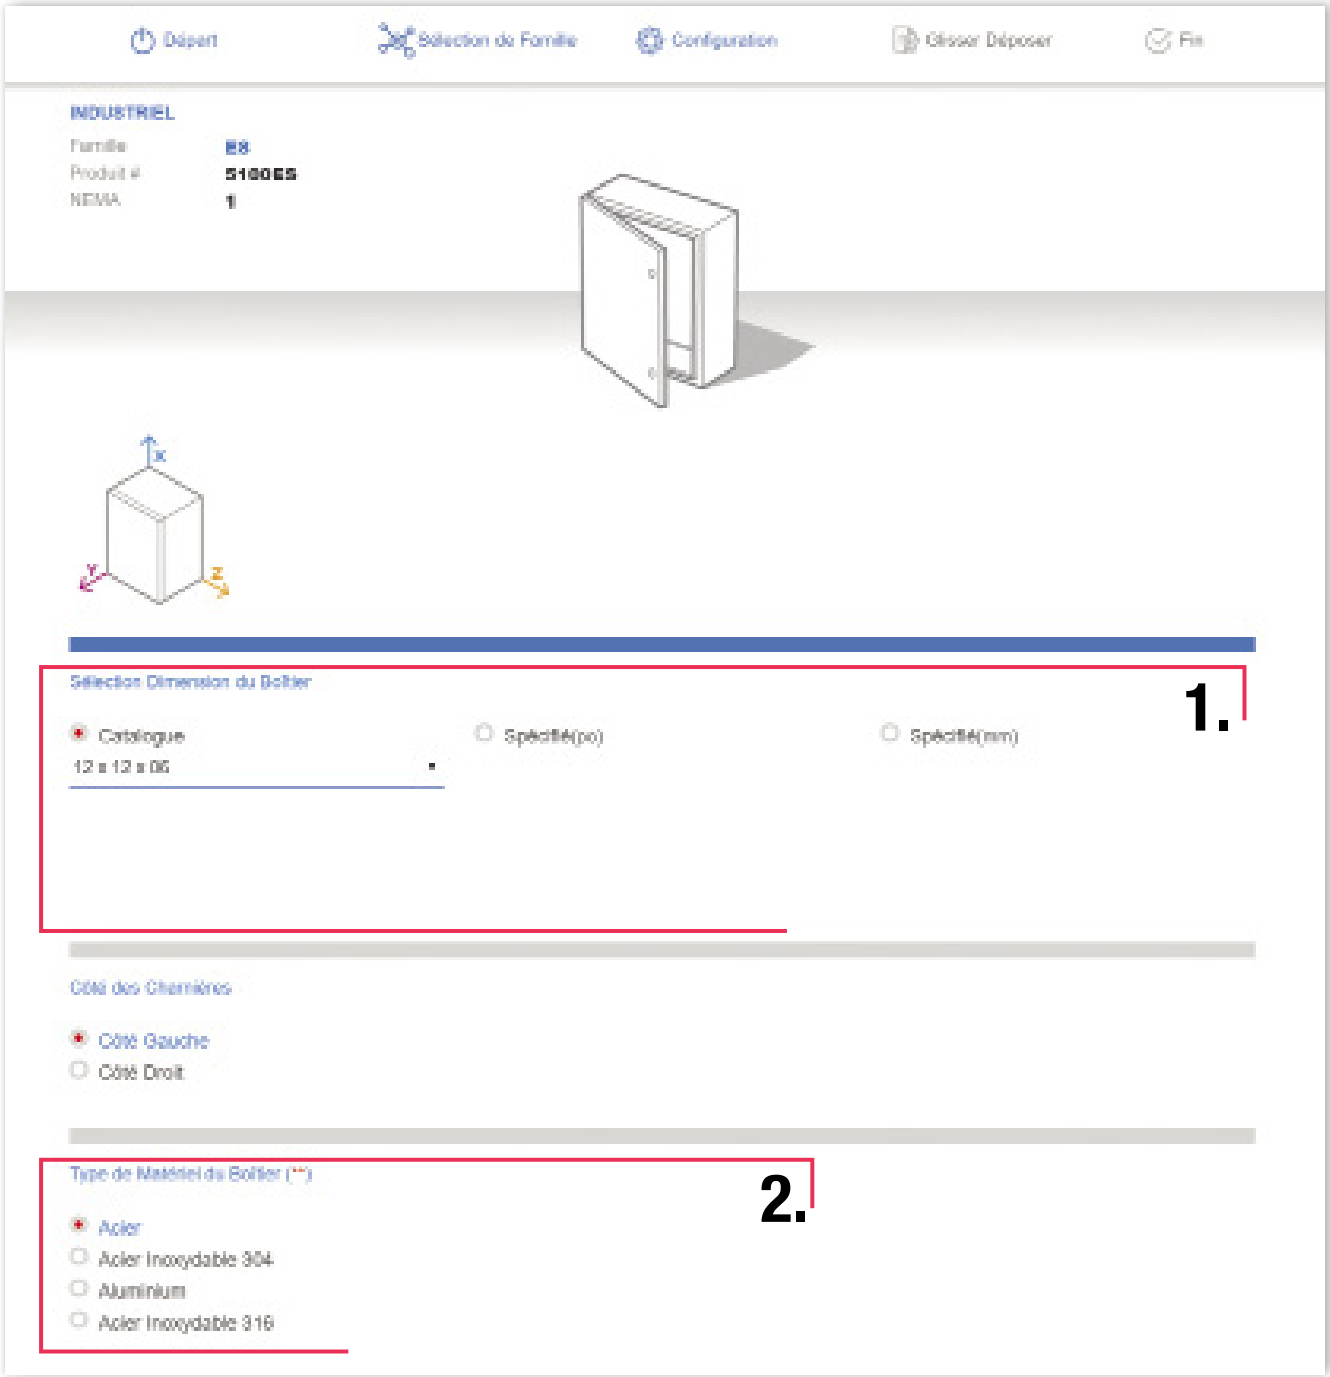 Départ Sélection de Famille Configuration Glisser Déposer Fin
INDUSTRIEL
Famille ES
Produit # S100ES
NEMA 1
X
Y Z
1.
Sélection Dimension du Boîtier
Catalogue Spécifié(po) Spécifié(mm)
12 x 12 x 06
Côté des Charnières
Côté Gauche
Côté Droit
2.
Type de Matériel du Boîtier (**)
Acier
Acier Inoxydable 304
Aluminium
Acier Inoxydable 316